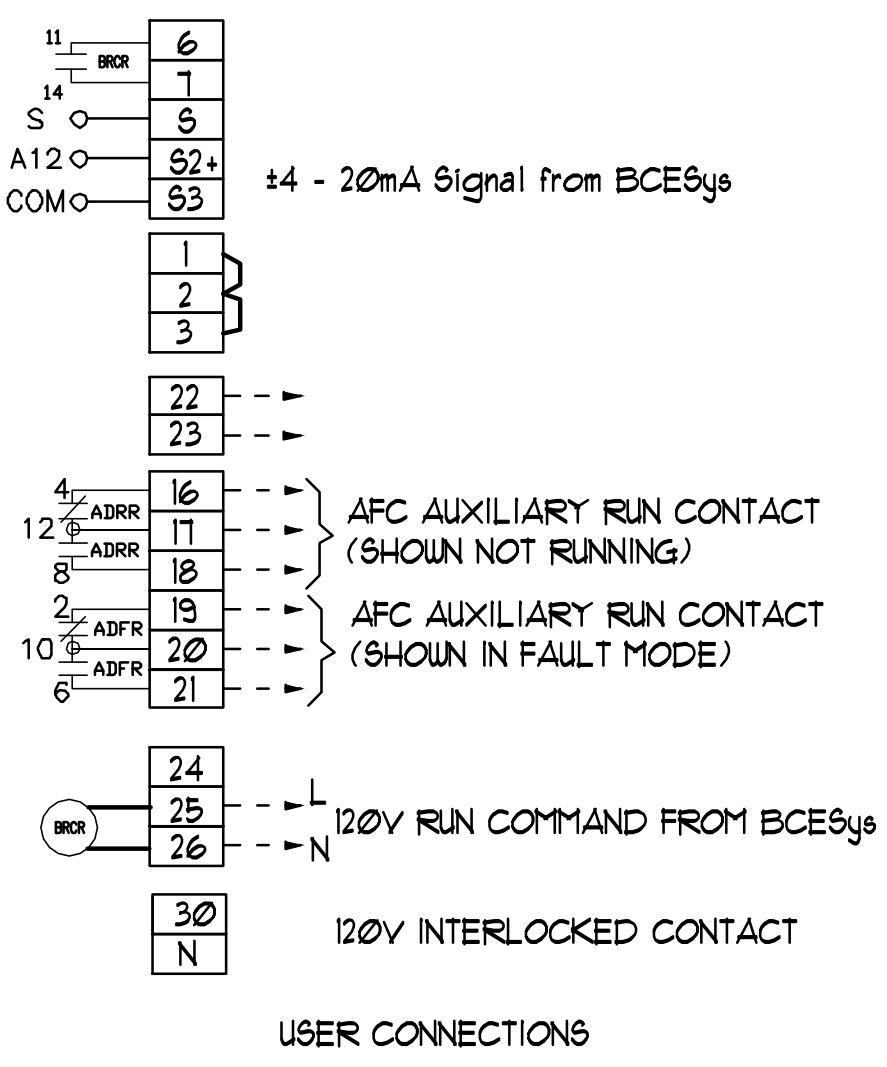 11
6
BRCR
7
14
S
S
A12
S2+
±4 - 20mA Signal from BCESys
COM
S3
1
2
3
22
23
4
16
ADRR
12
17
AFC AUXILIARY RUN CONTACT
(SHOWN NOT RUNNING)
ADRR
8
18
2
19
ADFR
10
20
AFC AUXILIARY RUN CONTACT
(SHOWN IN FAULT MODE)
ADFR
6
21
24
25
L
BRCR
120V RUN COMMAND FROM BCESys
26
N
30
120V INTERLOCKED CONTACT
N
USER CONNECTIONS